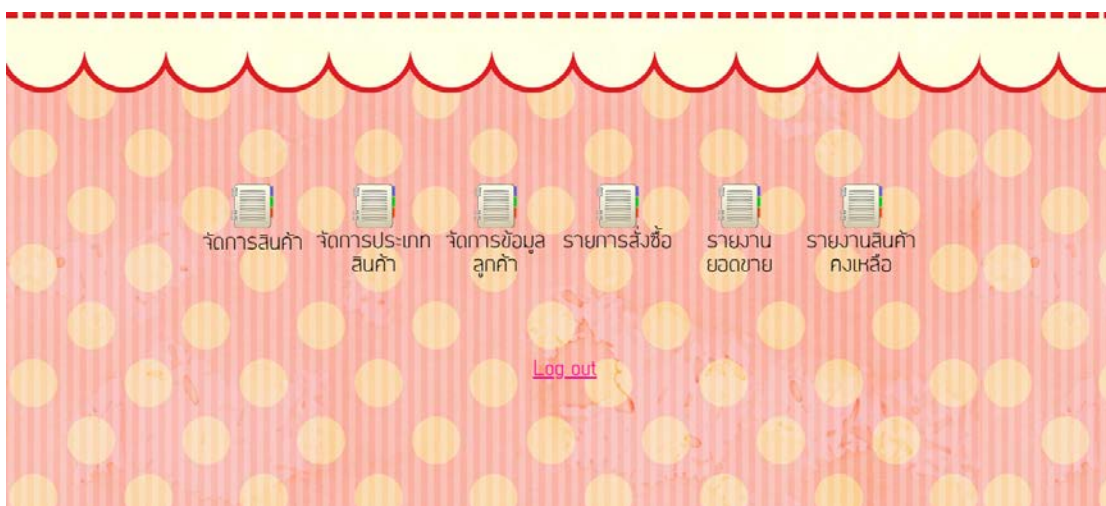 จัดการสินค้า
จัดการประเภท
สินค้า
จัดการข้อมูล
ลูกค้า
รายการสั่งซื้อ
รายงาน
ยอดขาย
รายงานสินค้า
คงเหลือ
Log out